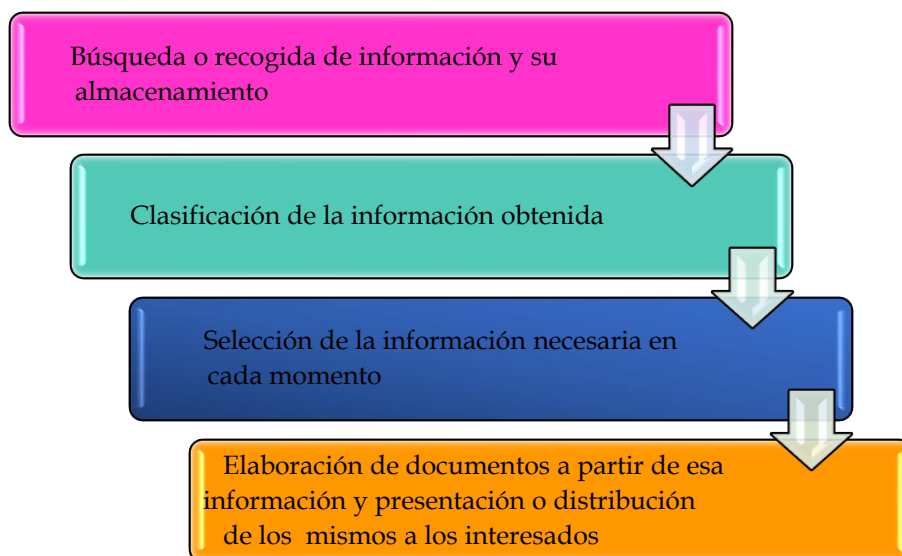 Búsqueda o recogida de información y su
almacenamiento
Clasificación de la información obtenida
Selección de la información necesaria en
cada momento
Elaboración de documentos a partir de esa
información y presentación o distribución
de los mismos a los interesados